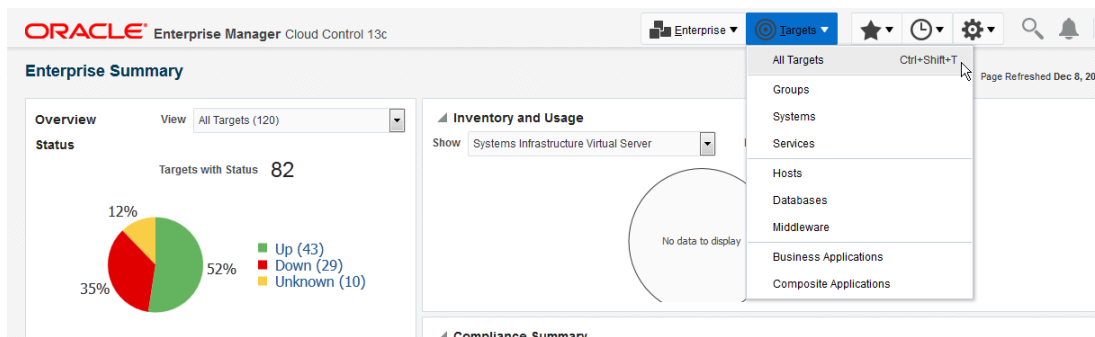 ORACLE Enterprise Manager Cloud Control 13c
Enterprise
Targets
Enterprise Summary
Page Refreshed Dec 8, 20
All Targets Ctrl+Shift+T
Groups
Systems
Services
Hosts
Databases
Middleware
Business Applications
Composite Applications
Overview
View All Targets (120)
Status
Targets with Status 82
12%
52%
35%
Up (43)
Down (29)
Unknown (10)
Inventory and Usage
Show Systems Infrastructure Virtual Server
No data to display
Compliance Summary